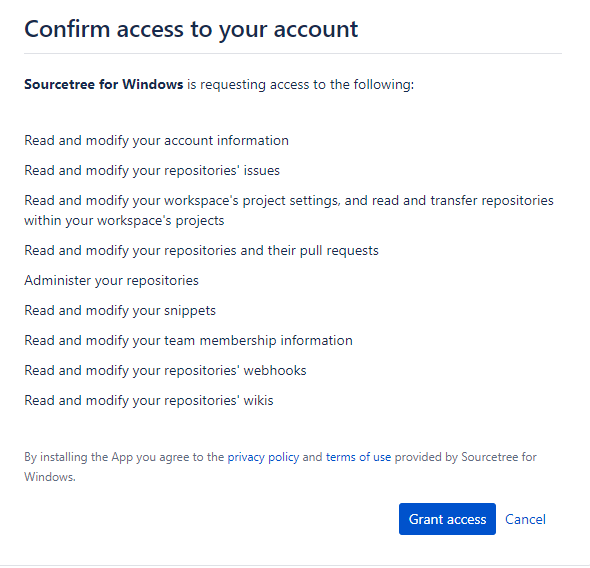 Confirm access to your account
Sourcetree for Windows is requesting access to the following:
Read and modify your account information
Read and modify your repositories' issues
Read and modify your workspace's project settings, and read and transfer repositories
within your workspace's projects
Read and modify your repositories and their pull requests
Administer your repositories
Read and modify your snippets
Read and modify your team membership information
Read and modify your repositories' webhooks
Read and modify your repositories' wikis
By installing the App you agree to the privacy policy and terms of use provided by Sourcetree for
Windows.
Grant access Cancel